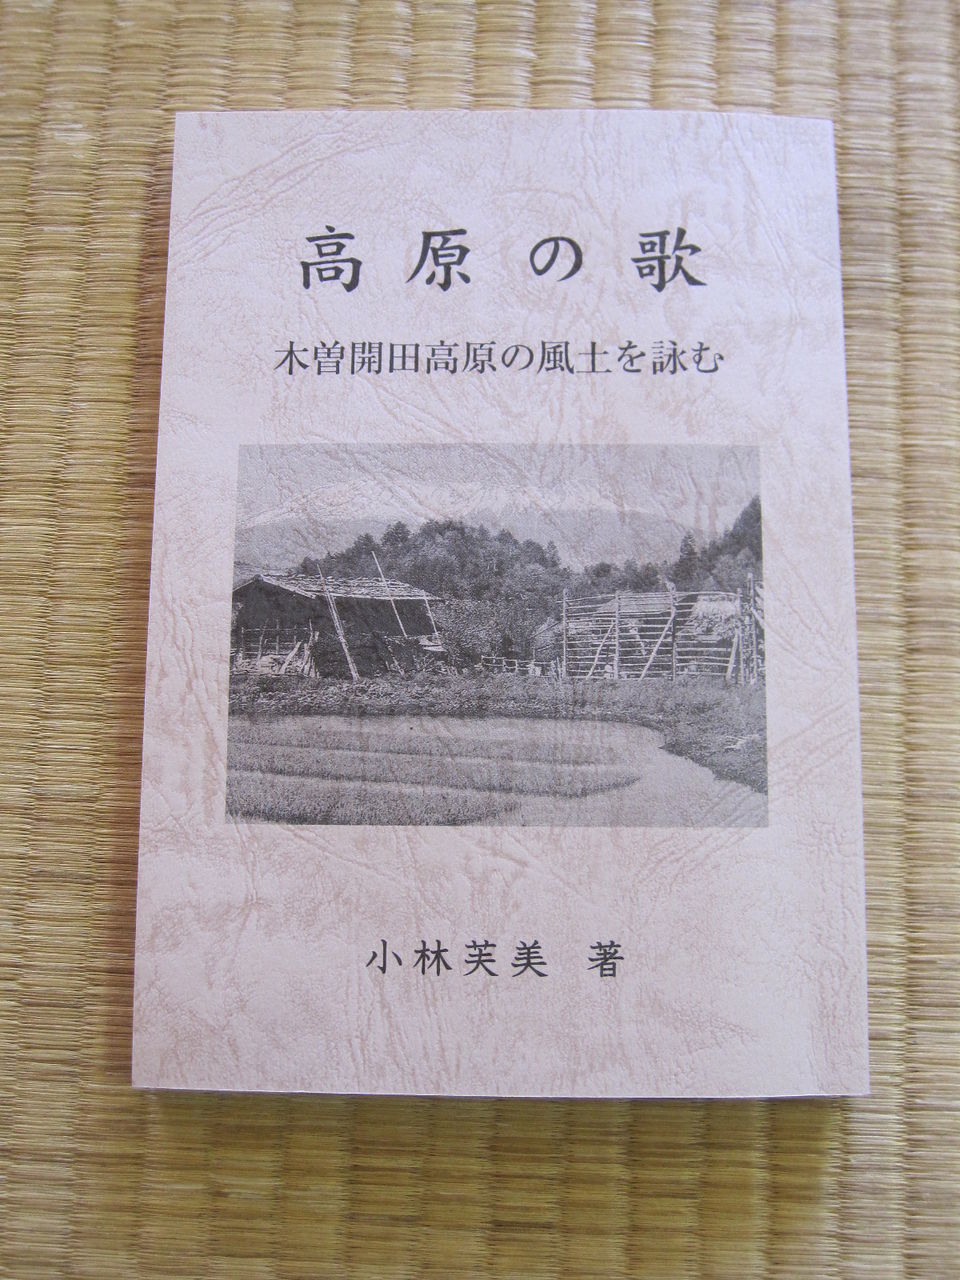 高原の歌
木曽開田高原の風土を詠む
小林芙美 著